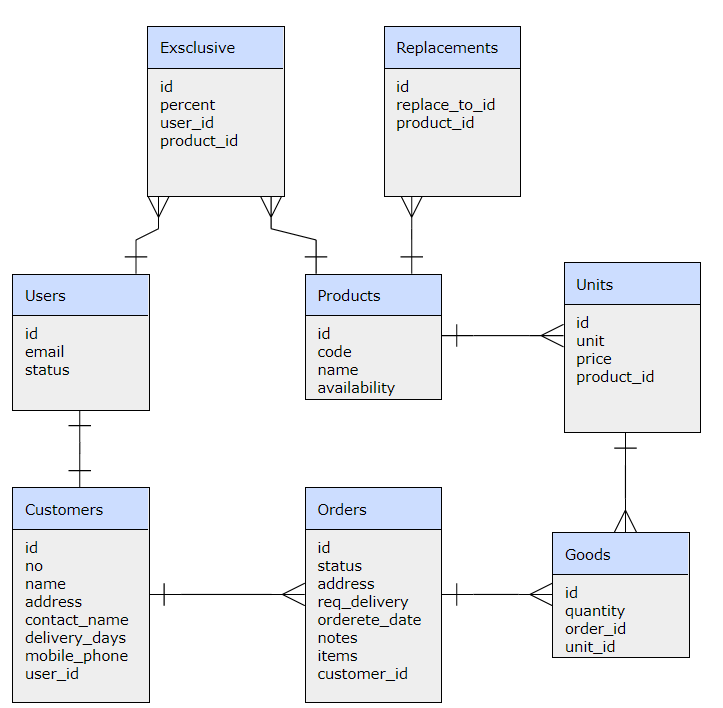 Exsclusive
id
percent
user_id
product_id
Replacements
id
replace_to_id
product_id
Users
id
email
status
Products
id
code
name
availability
Units
id
unit
price
product_id
Customers
id
no
name
address
contact_name
delivery_days
mobile_phone
user_id
Orders
id
status
address
req_delivery
orderete_date
notes
items
customer_id
Goods
id
quantity
order_id
unit_id